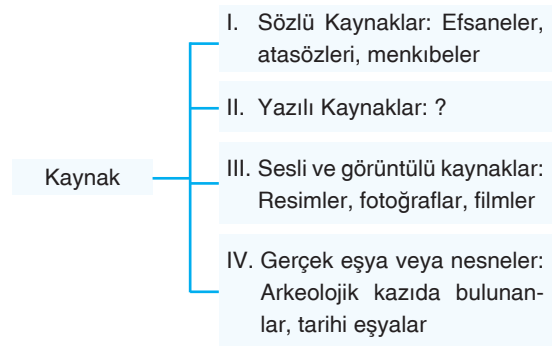 I. Sözlü Kaynaklar: Efsaneler,
atasözleri, menkıbeler
II. Yazılı Kaynaklar: ?
Kaynak
III. Sesli ve görüntülü kaynaklar:
Resimler, fotoğraflar, filmler
IV. Gerçek eşya veya nesneler:
Arkeolojik kazıda bulunan-
lar, tarihi eşyalar